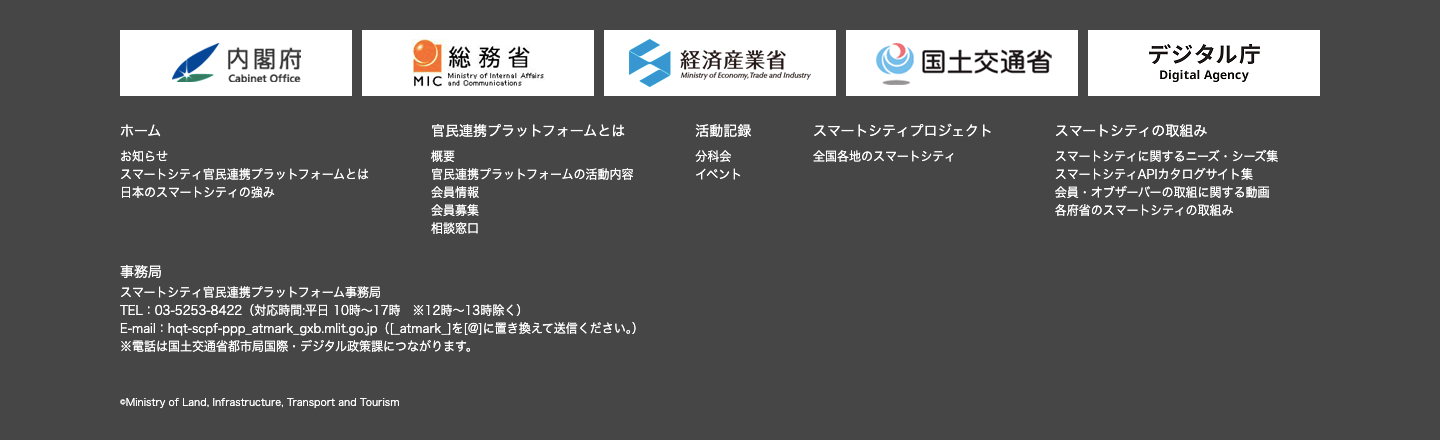 内閣府
Cabinet Office
総務省
MIC Ministry of Internal Affairs
and Communications
経済産業省
Ministry of Economy, Trade and Industry
国土交通省
デジタル庁
Digital Agency
ホーム
お知らせ
スマートシティ官民連携プラットフォームとは
日本のスマートシティの強み
官民連携プラットフォームとは
概要
官民連携プラットフォームの活動内容
会員情報
会員募集
相談窓口
活動記録
分科会
イベント
スマートシティプロジェクト
全国各地のスマートシティ
スマートシティの取組み
スマートシティに関するニーズ・シーズ集
スマートシティAPIカタログサイト集
会員・オブザーバーの取組に関する動画
各府省のスマートシティの取組み
事務局
スマートシティ官民連携プラットフォーム事務局
TEL：03-5253-8422（対応時間:平日 10時〜17時　※12時〜13時除く）
E-mail：hqt-scpf-ppp_atmark_gxb.mlit.go.jp（[_atmark_]を[@]に置き換えて送信ください。）
※電話は国土交通省都市局国際・デジタル政策課につながります。
©Ministry of Land, Infrastructure, Transport and Tourism